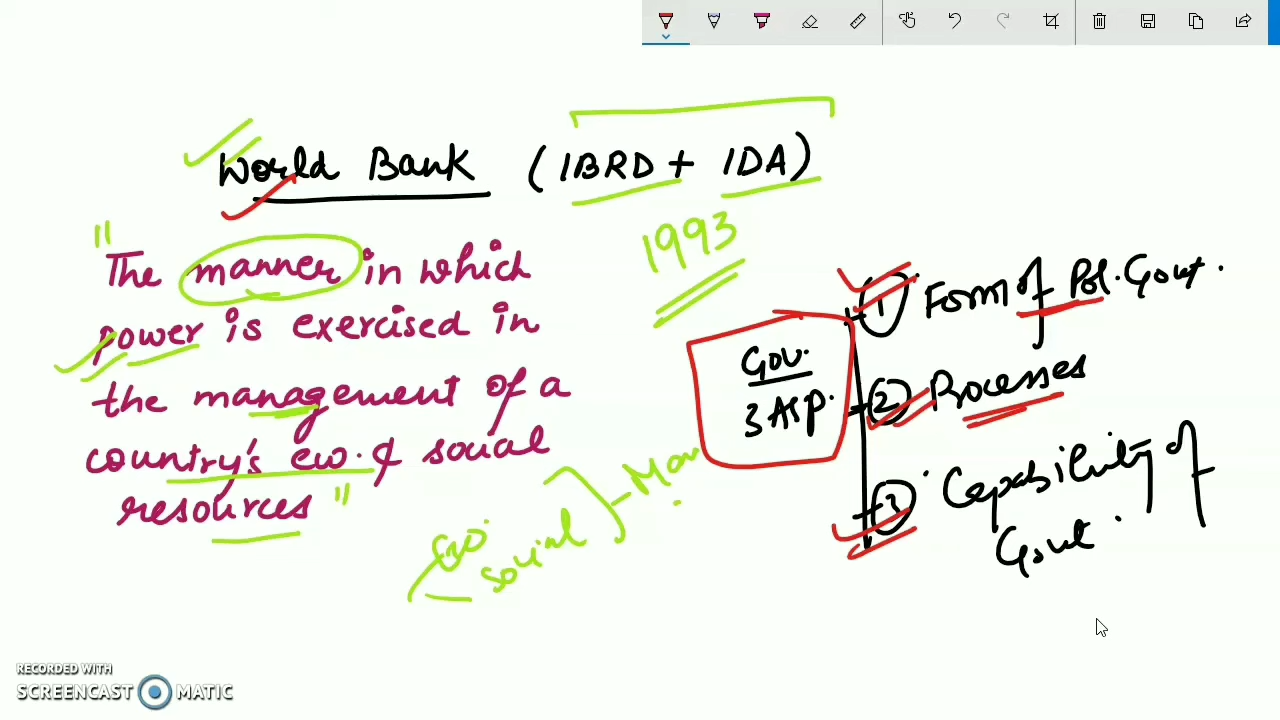 World Bank (IBRD + IDA)
1993
"The manner in which
power is exercised in
the management of a
country's eco. & social
resources"
eco.
social
Man
Gov.
3 Asp.
1 Form of Pol. Govt.
2 Processes
3 Capability of
Govt.
RECORDED WITH
SCREENCAST MATIC